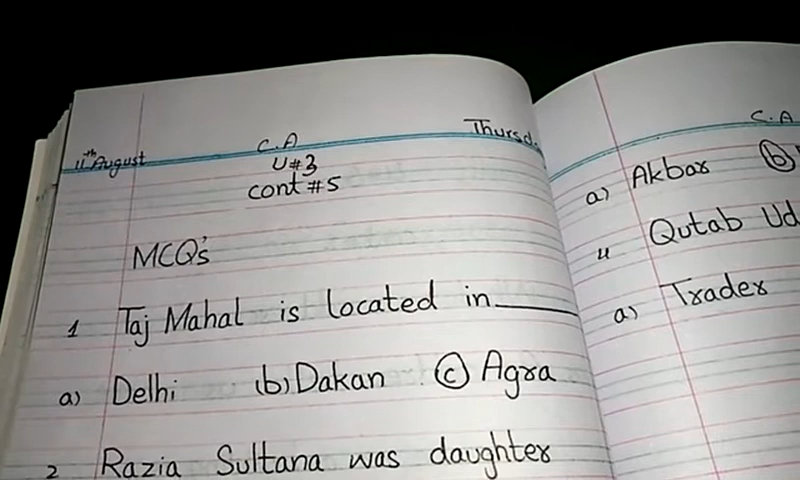 11th August C.A Thursd
U#3
cont #5
MCQ's
1 Taj Mahal is located in______
a) Delhi (b) Dakan (c) Agra
2 Razia Sultana was daughter
C.A
a) Akbar (b)
4 Qutab Ud
a) Trader